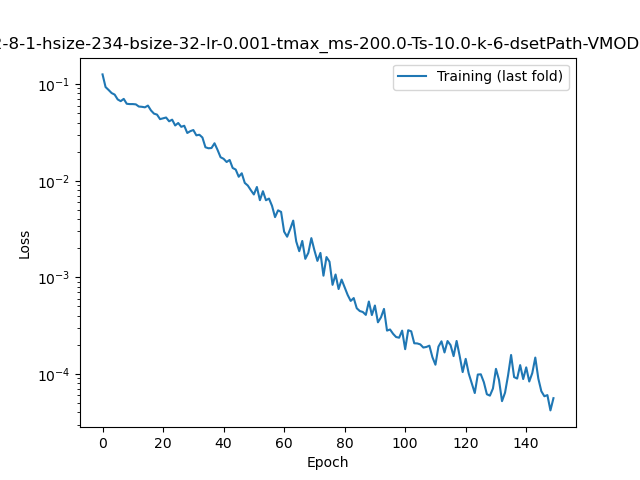 -8-1-hsize-234-bsize-32-lr-0.001-tmax_ms-200.0-Ts-10.0-k-6-dsetPath-VMOD
Training (last fold)
Loss
10⁻¹
10⁻²
10⁻³
10⁻⁴
0 20 40 60 80 100 120 140
Epoch